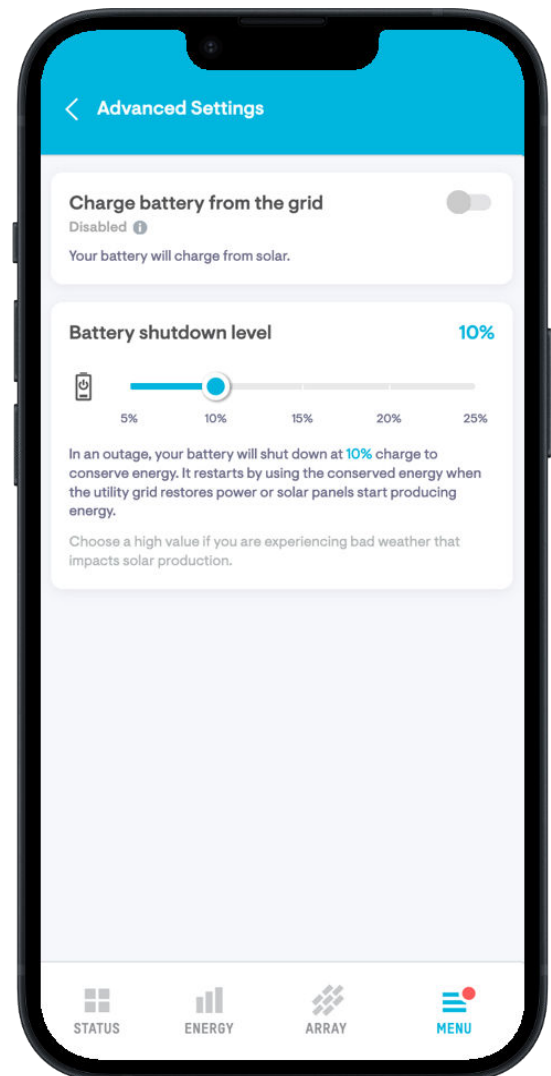 Advanced Settings
Charge battery from the grid
Disabled
Your battery will charge from solar.
Battery shutdown level 10%
5% 10% 15% 20% 25%
In an outage, your battery will shut down at 10% charge to
conserve energy. It restarts by using the conserved energy when
the utility grid restores power or solar panels start producing
energy.
Choose a high value if you are experiencing bad weather that
impacts solar production.
STATUS ENERGY ARRAY MENU